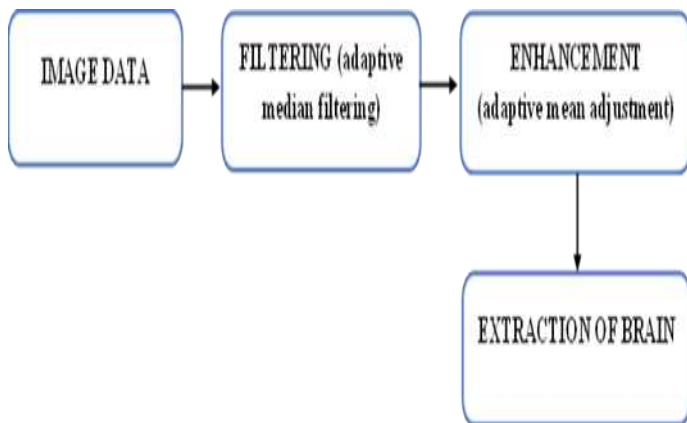 IMAGE DATA
FILTERING (adaptive
median filtering)
ENHANCEMENT
(adaptive mean adjustment)
EXTRACTION OF BRAIN